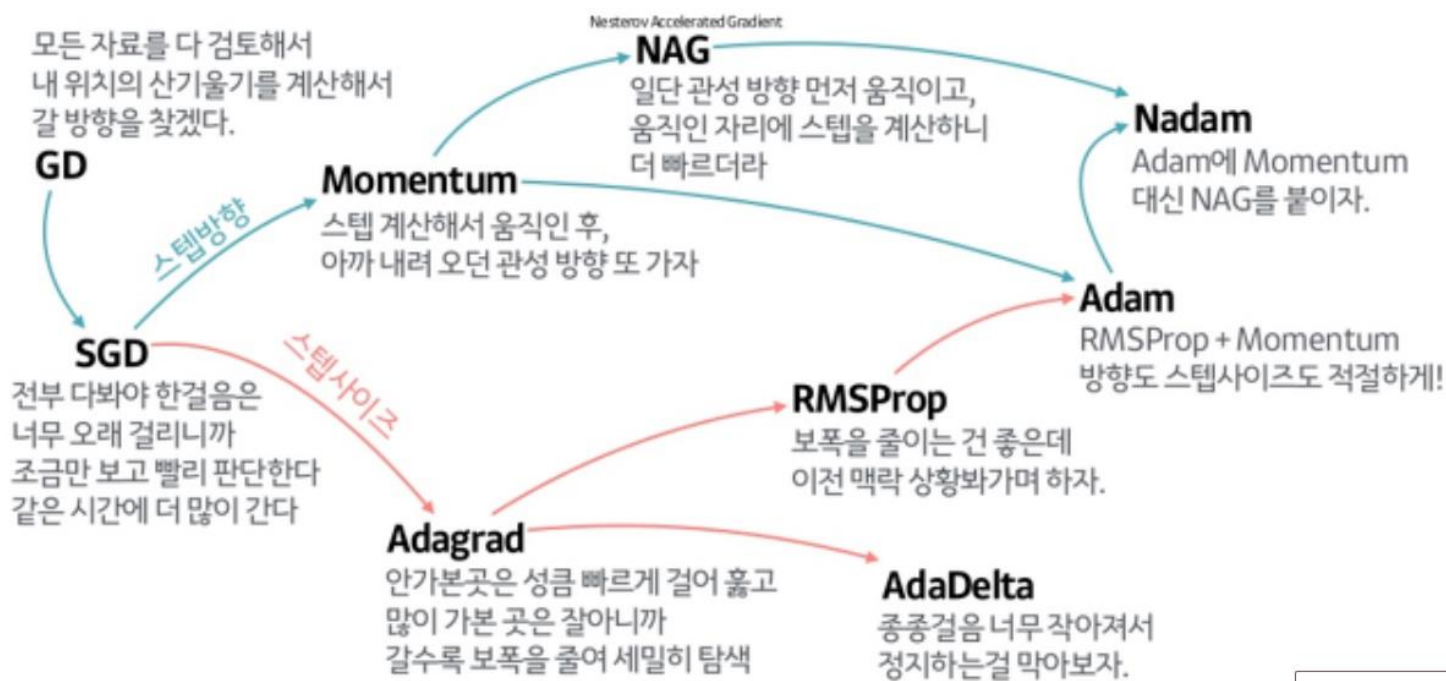 모든 자료를 다 검토해서
내 위치의 산기울기를 계산해서
갈 방향을 찾겠다.
GD
Nesterov Accelerated Gradient
NAG
일단 관성 방향 먼저 움직이고,
움직인 자리에 스텝을 계산하니
더 빠르더라
Nadam
Adam에 Momentum
대신 NAG를 붙이자.
Momentum
스텝 계산해서 움직인 후,
아까 내려 오던 관성 방향 또 가자
스텝방향
Adam
RMSProp + Momentum
방향도 스텝사이즈도 적절하게!
SGD
전부 다봐야 한걸음은
너무 오래 걸리니까
조금만 보고 빨리 판단한다
같은 시간에 더 많이 간다
스텝사이즈
RMSProp
보폭을 줄이는 건 좋은데
이전 맥락 상황봐가며 하자.
Adagrad
안가본곳은 성큼 빠르게 걸어 훑고
많이 가본 곳은 잘아니까
갈수록 보폭을 줄여 세밀히 탐색
AdaDelta
종종걸음 너무 작아져서
정지하는걸 막아보자.